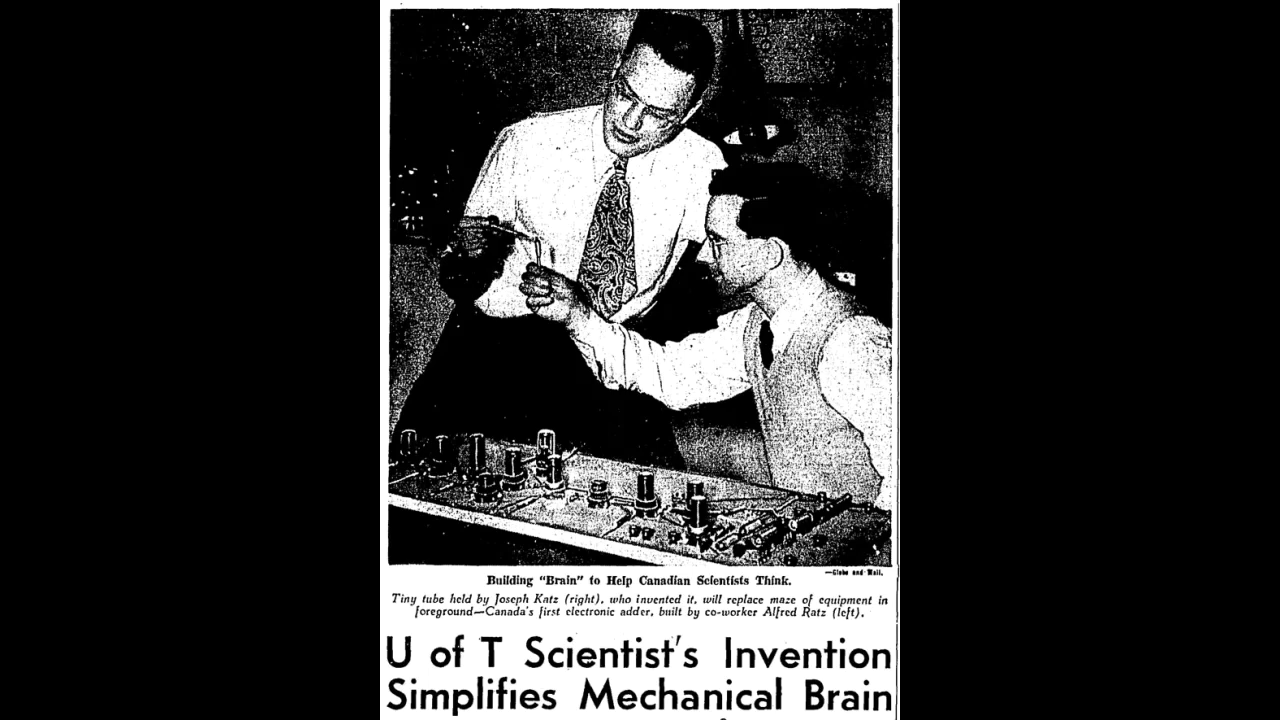 —Globe and Mail.
Building "Brain" to Help Canadian Scientists Think.
Tiny tube held by Joseph Katz (right), who invented it, will replace maze of equipment in
foreground—Canada's first electronic adder, built by co-worker Alfred Ratz (left).
U of T Scientist's Invention
Simplifies Mechanical Brain